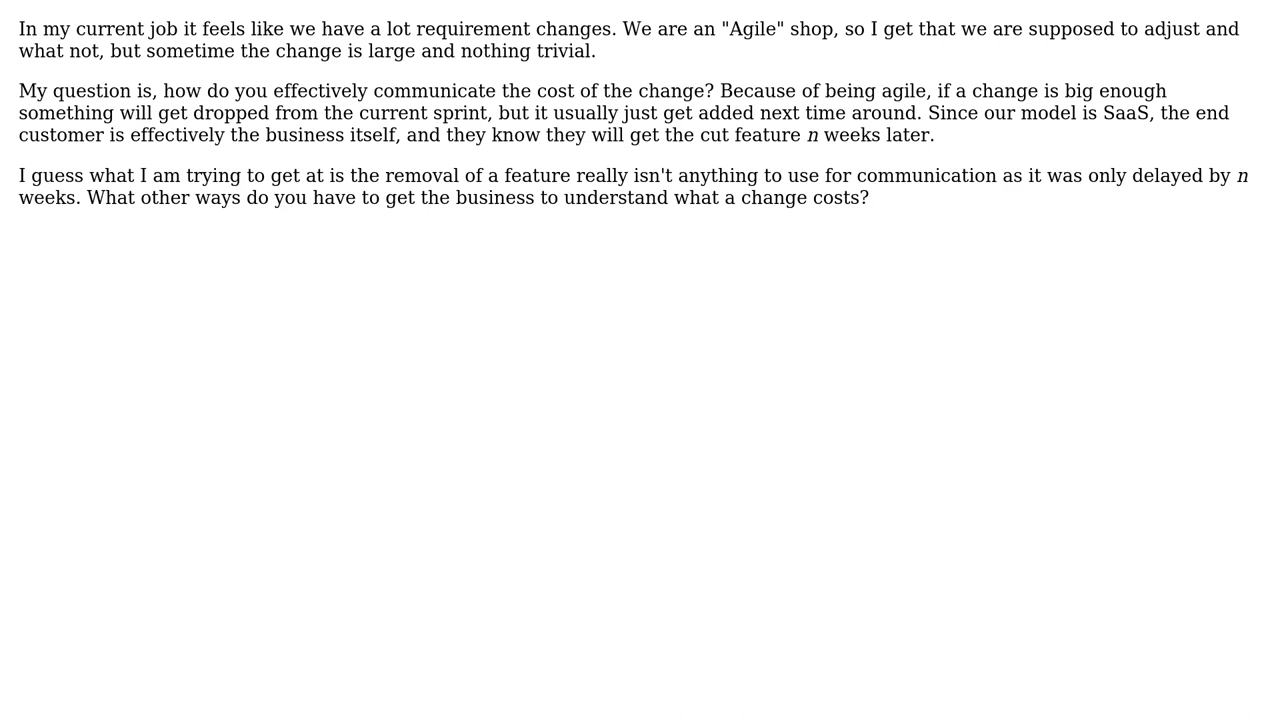 In my current job it feels like we have a lot requirement changes. We are an "Agile" shop, so I get that we are supposed to adjust and
what not, but sometime the change is large and nothing trivial.
My question is, how do you effectively communicate the cost of the change? Because of being agile, if a change is big enough
something will get dropped from the current sprint, but it usually just get added next time around. Since our model is SaaS, the end
customer is effectively the business itself, and they know they will get the cut feature n weeks later.
I guess what I am trying to get at is the removal of a feature really isn't anything to use for communication as it was only delayed by n
weeks. What other ways do you have to get the business to understand what a change costs?